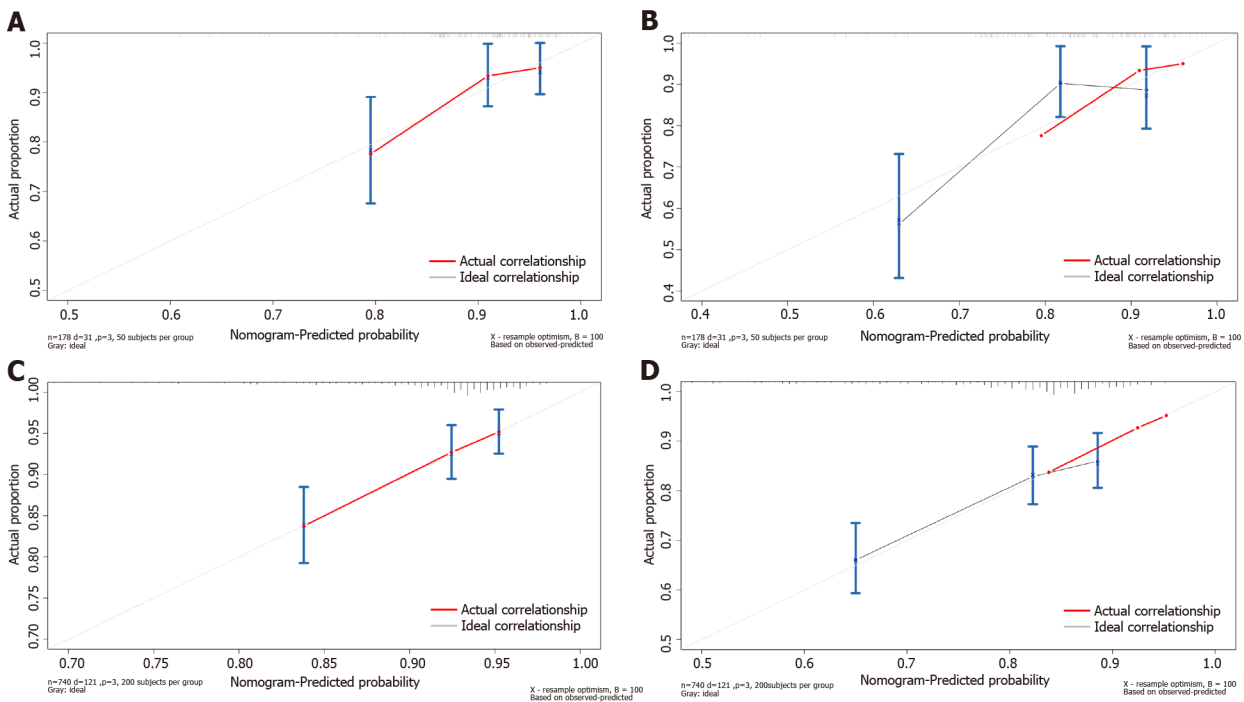 A
1.0
0.9
0.8
0.7
0.6
0.5
Actual proportion
Actual correlationship
Ideal correlationship
0.5 0.6 0.7 0.8 0.9 1.0
Nomogram-Predicted probability
n=178 d=31 ,p=3, 50 subjects per group
Gray: ideal
X - resample optimism, B = 100
Based on observed-predicted
B
1.0
0.9
0.8
0.7
0.6
0.5
0.4
Actual proportion
Actual correlationship
Ideal correlationship
0.4 0.5 0.6 0.7 0.8 0.9 1.0
Nomogram-Predicted probability
n=178 d=31 ,p=3, 50 subjects per group
Gray: ideal
X - resample optimism, B = 100
Based on observed-predicted
C
1.00
0.95
0.90
0.85
0.80
0.75
0.70
Actual proportion
Actual correlationship
Ideal correlationship
0.70 0.75 0.80 0.85 0.90 0.95 1.00
Nomogram-Predicted probability
n=740 d=121 ,p=3, 200 subjects per group
Gray: ideal
X - resample optimism, B = 100
Based on observed-predicted
D
1.0
0.9
0.8
0.7
0.6
0.5
Actual proportion
Actual correlationship
Ideal correlationship
0.5 0.6 0.7 0.8 0.9 1.0
Nomogram-Predicted probability
n=740 d=121 ,p=3, 200subjects per group
Gray: ideal
X - resample optimism, B = 100
Based on observed-predicted